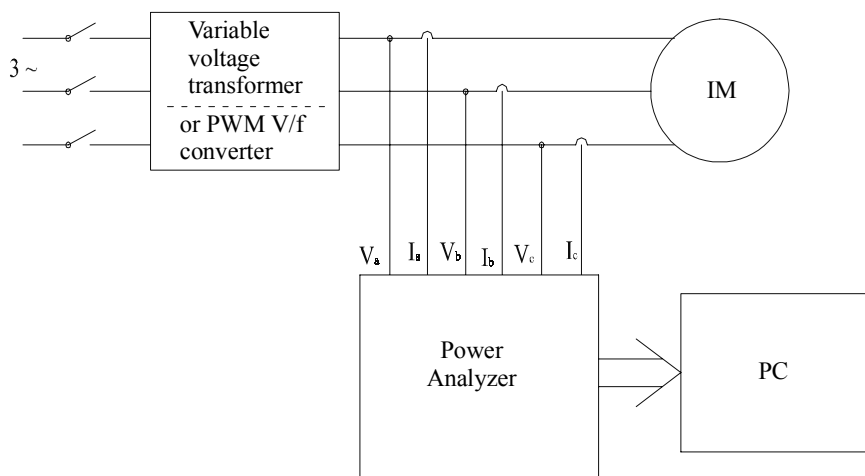 Variable
voltage
transformer
or PWM V/f
converter
3 ~
IM
Va Ia Vb Ib Vc Ic
Power
Analyzer
PC